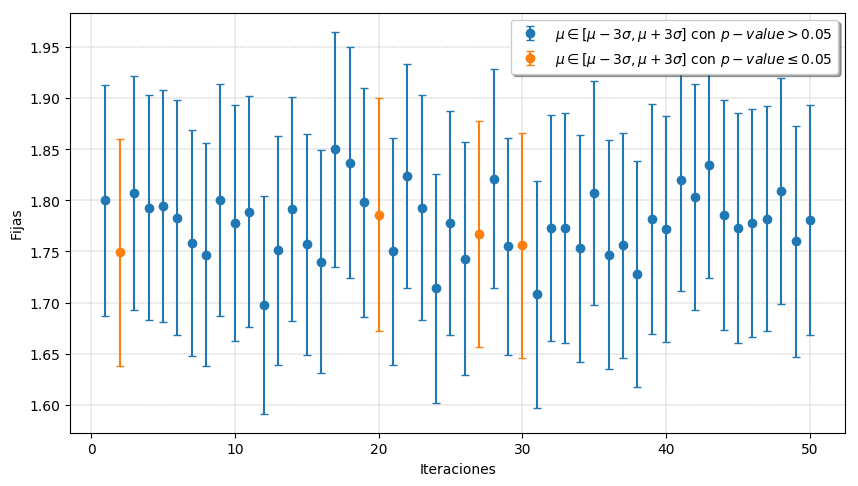 μ ∈ [μ − 3σ, μ + 3σ] con p − value > 0.05
μ ∈ [μ − 3σ, μ + 3σ] con p − value ≤ 0.05
1.95
1.90
1.85
1.80
1.75
1.70
1.65
1.60
Fijas
0 10 20 30 40 50
Iteraciones